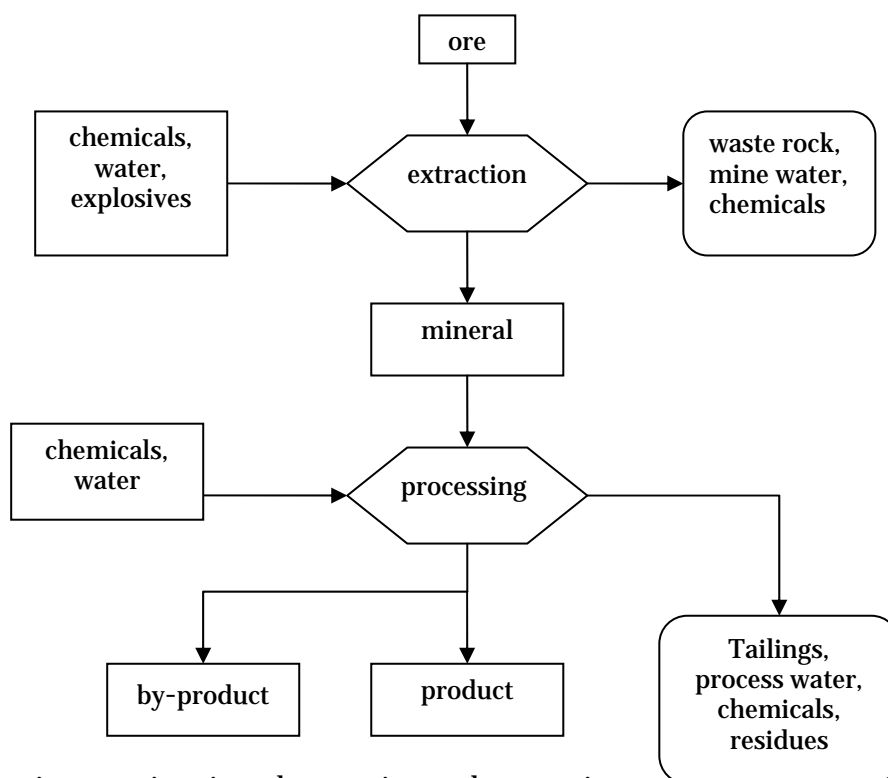 ore
chemicals,
water,
explosives
extraction
waste rock,
mine water,
chemicals
mineral
chemicals,
water
processing
by-product
product
Tailings,
process water,
chemicals,
residues